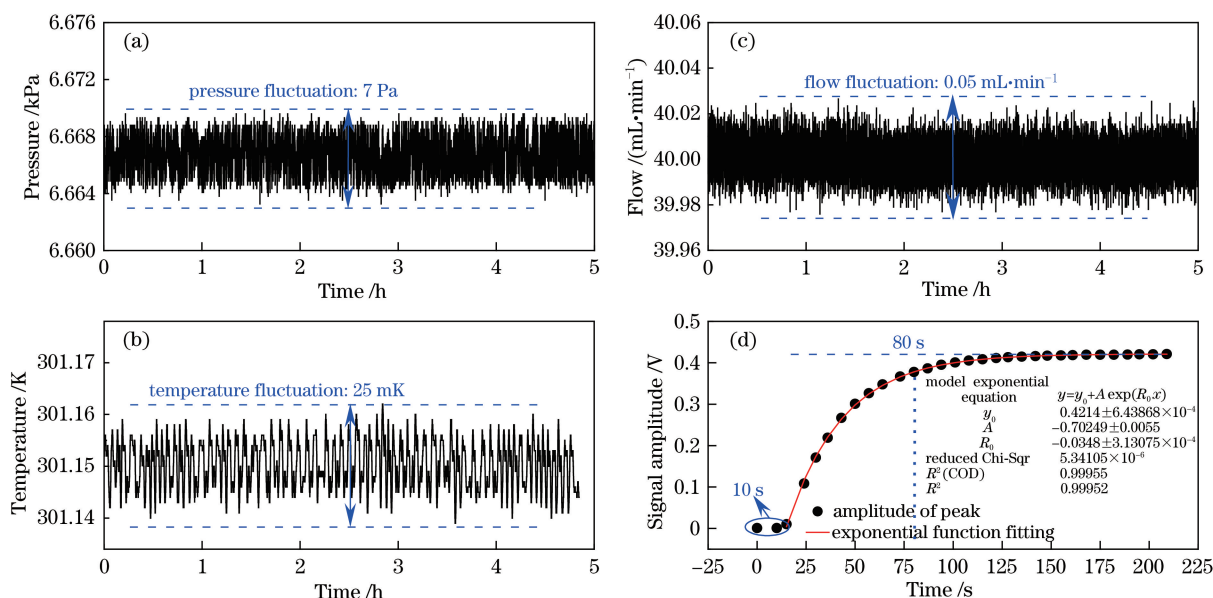 (a)
pressure fluctuation: 7 Pa
Pressure /kPa
6.676
6.672
6.668
6.664
6.660
0 1 2 3 4 5
Time /h
(c)
flow fluctuation: 0.05 mL•min⁻¹
Flow /(mL•min⁻¹)
40.06
40.04
40.02
40.00
39.98
39.96
0 1 2 3 4 5
Time /h
(b)
temperature fluctuation: 25 mK
Temperature /K
301.17
301.16
301.15
301.14
0 1 2 3 4 5
Time /h
(d)
80 s
Signal amplitude /V
0.5
0.4
0.3
0.2
0.1
0
model exponential
equation y=y₀+A exp(R₀x)
y₀ 0.4214±6.43868×10⁻⁴
A −0.70249±0.0055
R₀ −0.0348±3.13075×10⁻⁴
reduced Chi-Sqr 5.34105×10⁻⁶
R² (COD) 0.99955
R² 0.99952
10 s
amplitude of peak
exponential function fitting
−25 0 25 50 75 100 125 150 175 200 225
Time /s